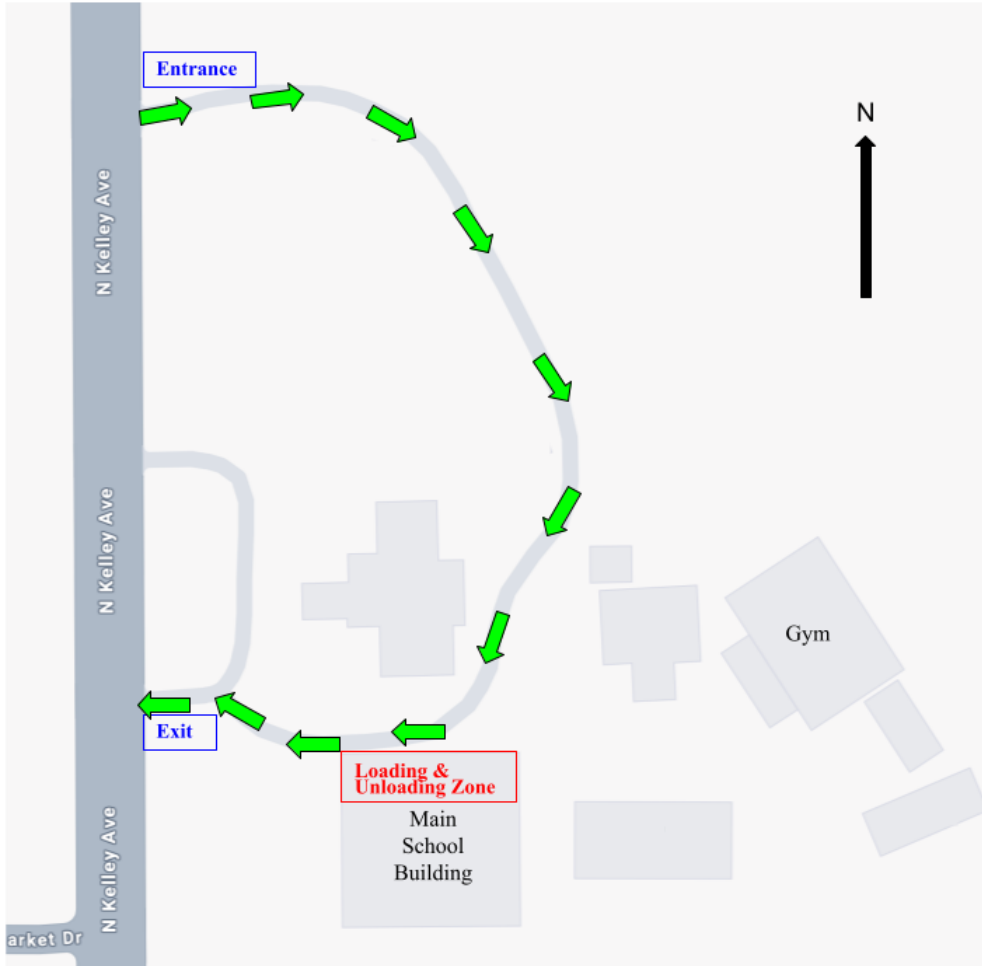 Entrance
N
N Kelley Ave
N Kelley Ave
Gym
Exit
Loading &
Unloading Zone
Main
School
Building
N Kelley Ave
arket Dr